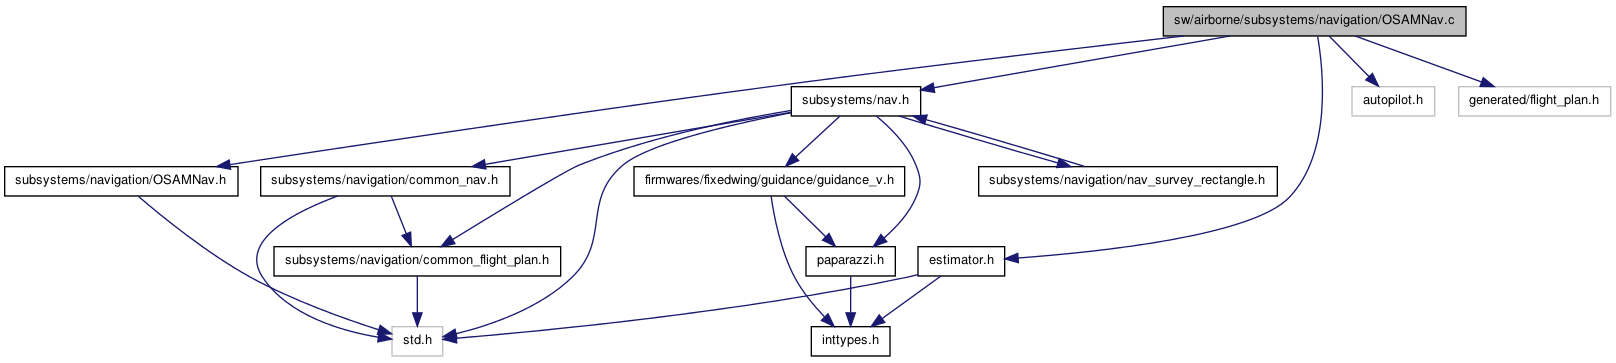 sw/airborne/subsystems/navigation/OSAMNav.c
subsystems/nav.h
autopilot.h
generated/flight_plan.h
subsystems/navigation/OSAMNav.h
subsystems/navigation/common_nav.h
firmwares/fixedwing/guidance/guidance_v.h
subsystems/navigation/nav_survey_rectangle.h
subsystems/navigation/common_flight_plan.h
paparazzi.h
estimator.h
std.h
inttypes.h